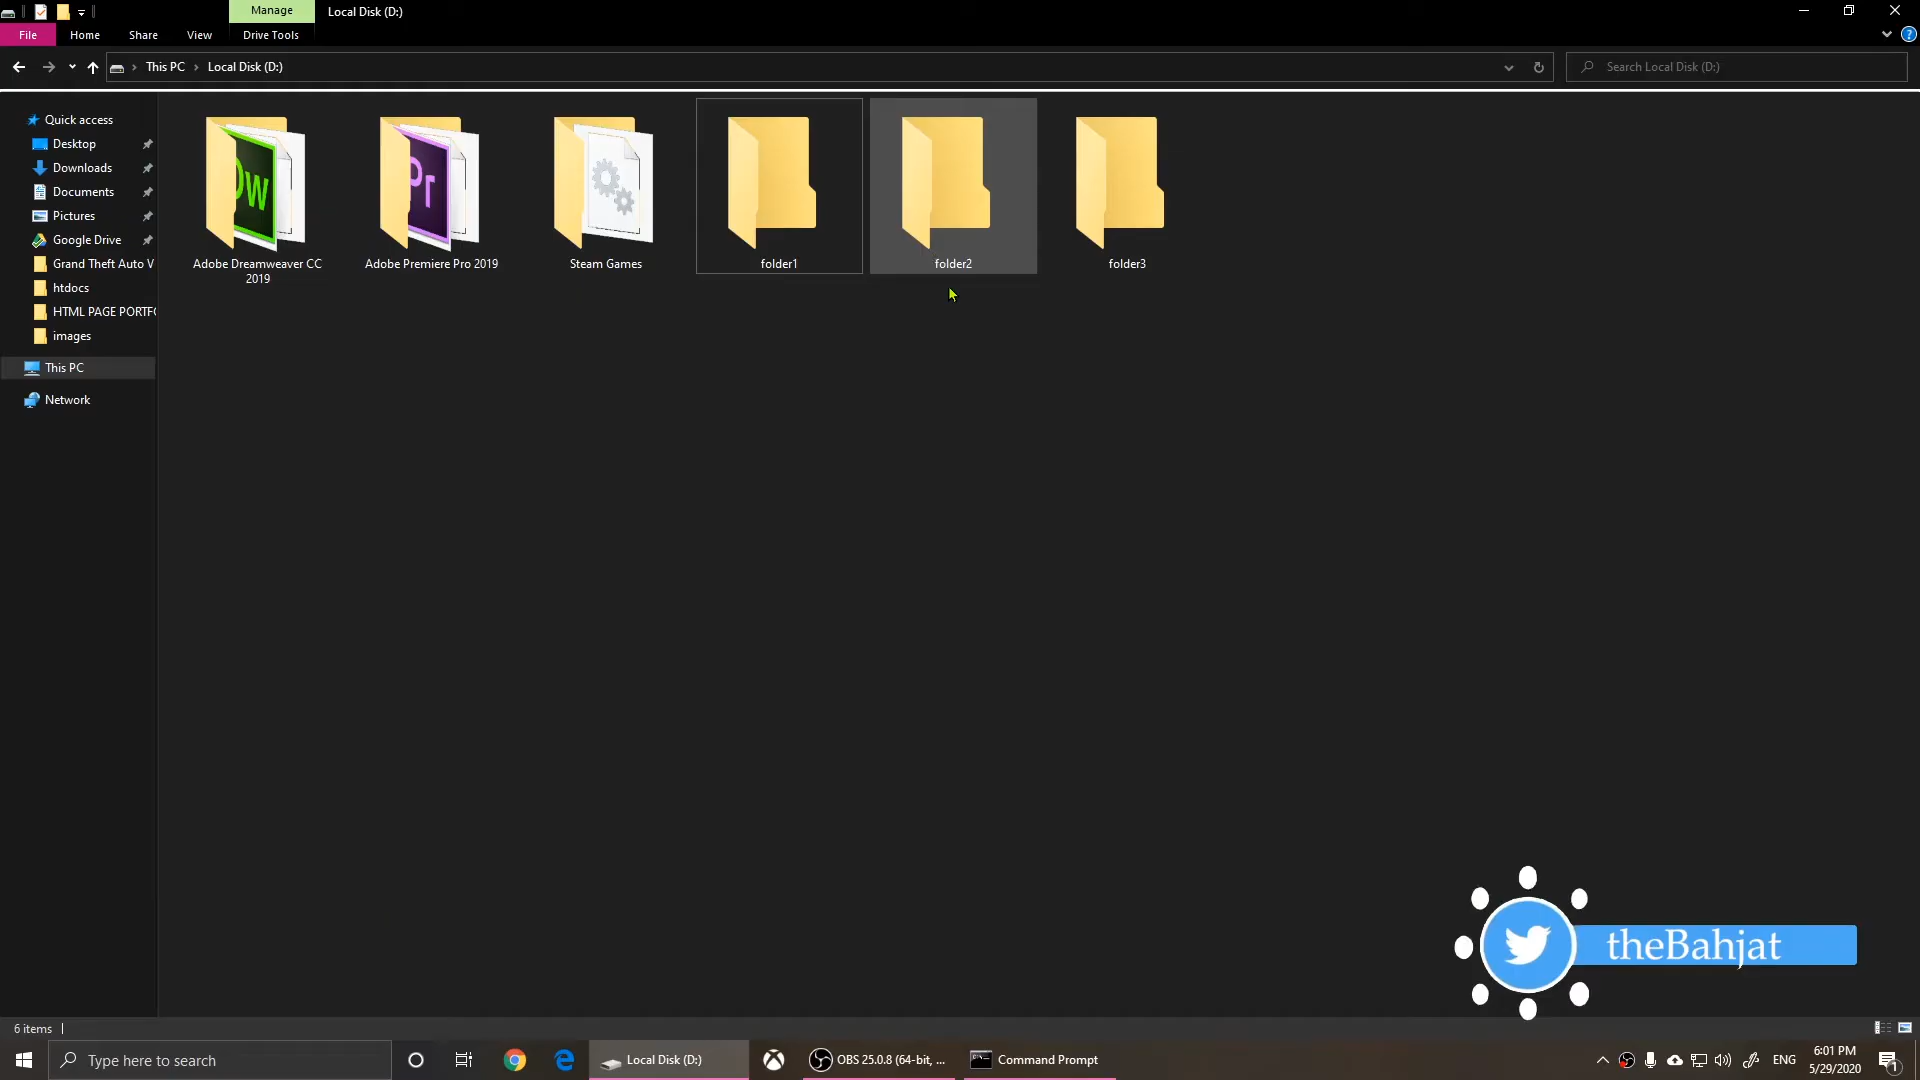 Manage
Local Disk (D:)
File
Home
Share
View
Drive Tools
This PC
Local Disk (D:)
Search Local Disk (D:)
Quick access
Desktop
Downloads
Documents
Pictures
Google Drive
Grand Theft Auto V
htdocs
HTML PAGE PORTFO
images
This PC
Network
Dw
Pr
Adobe Dreamweaver CC
2019
Adobe Premiere Pro 2019
Steam Games
folder1
folder2
folder3
theBahjat
6 items
Type here to search
Local Disk (D:)
OBS 25.0.8 (64-bit, ...
Command Prompt
ENG
6:01 PM
5/29/2020
1